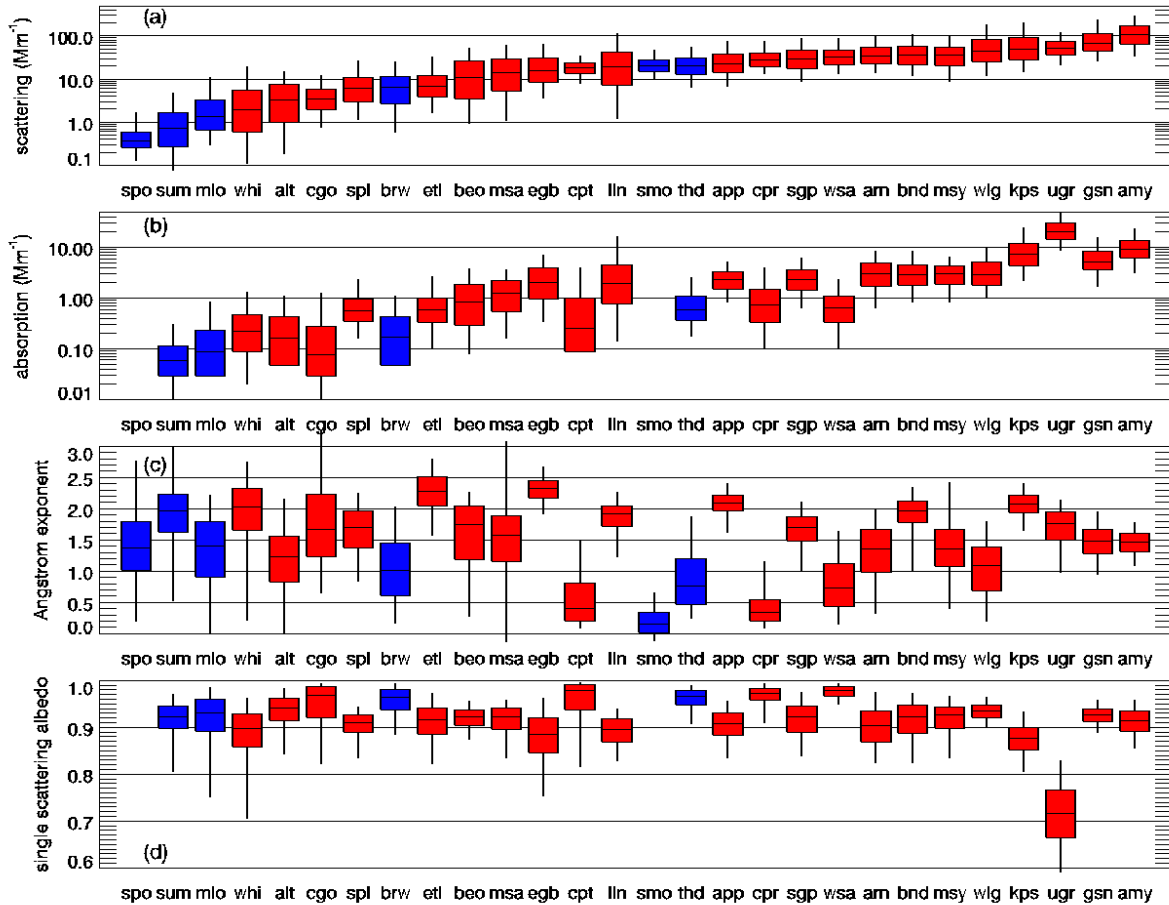 (a)
scattering (Mm⁻¹)
100.0
10.0
1.0
0.1
spo sum mlo whi alt cgo spl brw etl beo msa egb cpt lln smo thd app cpr sgp wsa arn bnd msy wlg kps ugr gsn amy
(b)
absorption (Mm⁻¹)
10.00
1.00
0.10
0.01
spo sum mlo whi alt cgo spl brw etl beo msa egb cpt lln smo thd app cpr sgp wsa arn bnd msy wlg kps ugr gsn amy
(c)
Angstrom exponent
3.0
2.5
2.0
1.5
1.0
0.5
0.0
spo sum mlo whi alt cgo spl brw etl beo msa egb cpt lln smo thd app cpr sgp wsa arn bnd msy wlg kps ugr gsn amy
single scattering albedo
1.0
0.9
0.8
0.7
0.6
(d)
spo sum mlo whi alt cgo spl brw etl beo msa egb cpt lln smo thd app cpr sgp wsa arn bnd msy wlg kps ugr gsn amy